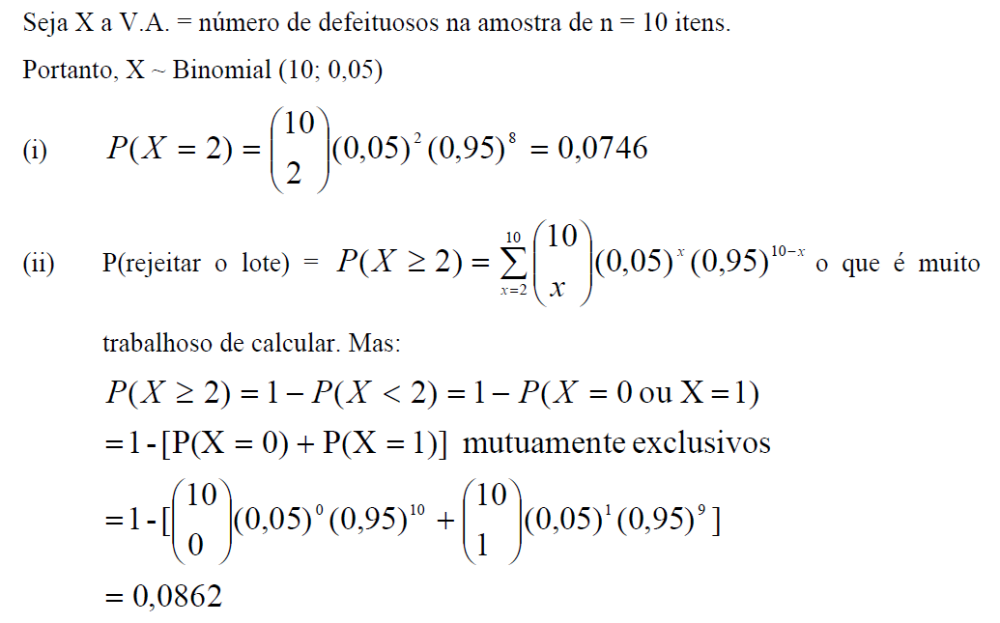 Seja X a V.A. = número de defeituosos na amostra de n = 10 itens.
Portanto, X ~ Binomial (10; 0,05)
(i) P(X = 2) = \binom{10}{2} (0,05)^2 (0,95)^8 = 0,0746
(ii) P(rejeitar o lote) = P(X ≥ 2) = \sum_{x=2}^{10} \binom{10}{x} (0,05)^x (0,95)^{10-x} o que é muito
trabalhoso de calcular. Mas:
P(X ≥ 2) = 1 − P(X < 2) = 1 − P(X = 0 ou X = 1)
= 1 - [P(X = 0) + P(X = 1)] mutuamente exclusivos
= 1 - [\binom{10}{0} (0,05)^0 (0,95)^{10} + \binom{10}{1} (0,05)^1 (0,95)^9 ]
= 0,0862